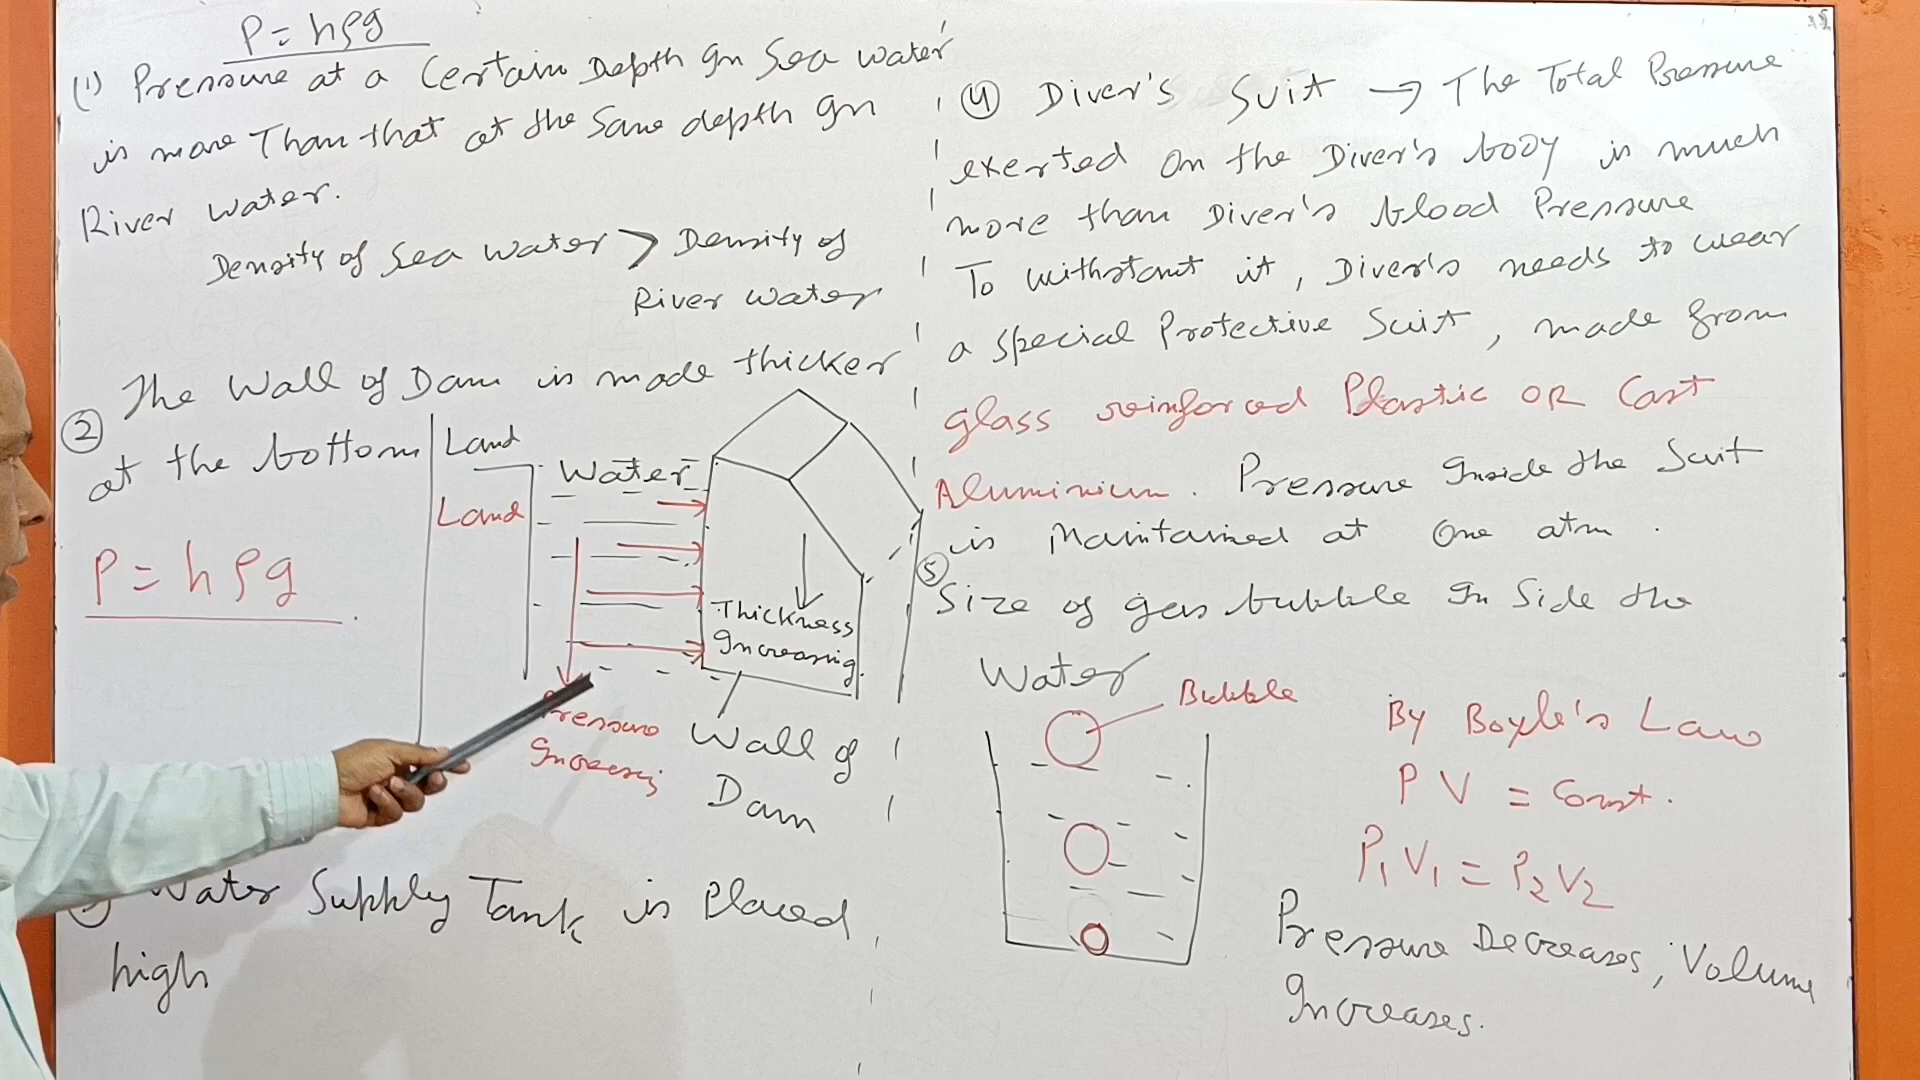 P = hρg
(1) Pressure at a Certain Depth In Sea water
is more Than that at the Same depth In
River water.
Density of Sea water > Density of
River water
② The Wall of Dam is made thicker
at the bottom
Land
Land
Water
P = hρg
Thickness
Increasing
Pressure
Increasing
Wall of
Dam
Water Supply Tank is Placed
high
④ Diver's Suit → The Total Pressure
exerted on the Diver's body is much
more than Diver's blood Pressure
To withstant it, Diver's needs to wear
a special Protective Suit, made from
glass reinforced Plastic OR Cast
Aluminium. Pressure Inside the Suit
is Maintained at One atm.
⑤ Size of gas bubble In Side the
Water
Bubble
By Boyle's Law
PV = Const.
P₁V₁ = P₂V₂
Pressure Decreases, Volume
Increases.